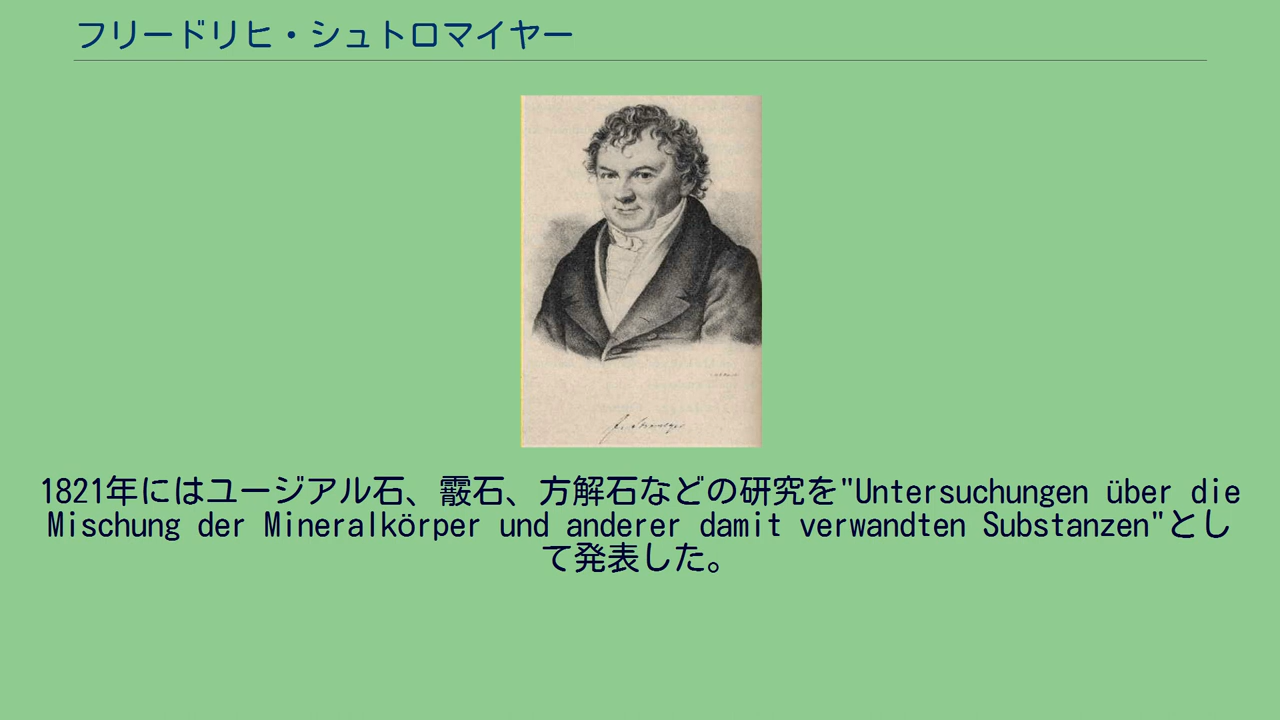 フリードリヒ・シュトロマイヤー
1821年にはユージアル石、霰石、方解石などの研究を"Untersuchungen über die
Mischung der Mineralkörper und anderer damit verwandten Substanzen"とし
て発表した。